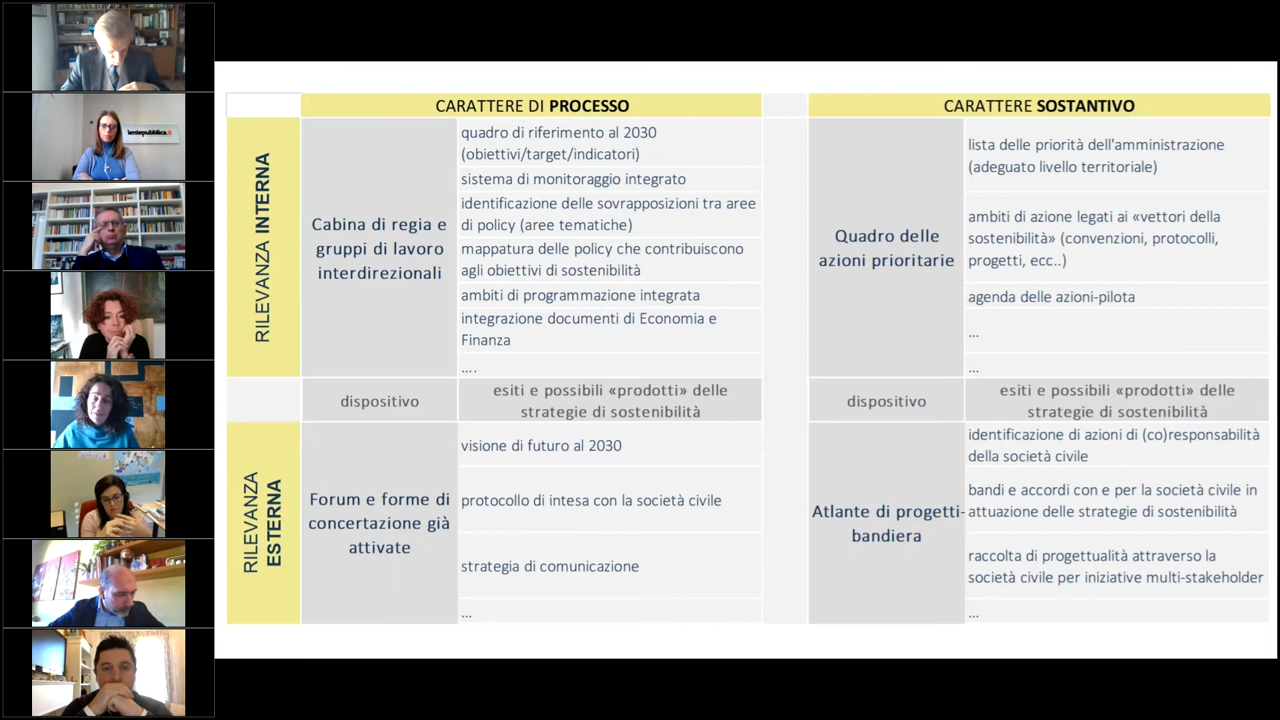 lentepubblica.it
CARATTERE DI PROCESSO
CARATTERE SOSTANTIVO
RILEVANZA INTERNA
Cabina di regia e
gruppi di lavoro
interdirezionali
quadro di riferimento al 2030
(obiettivi/target/indicatori)
sistema di monitoraggio integrato
identificazione delle sovrapposizioni tra aree
di policy (aree tematiche)
mappatura delle policy che contribuiscono
agli obiettivi di sostenibilità
ambiti di programmazione integrata
integrazione documenti di Economia e
Finanza
....
Quadro delle
azioni prioritarie
lista delle priorità dell'amministrazione
(adeguato livello territoriale)
ambiti di azione legati ai «vettori della
sostenibilità» (convenzioni, protocolli,
progetti, ecc..)
agenda delle azioni-pilota
...
...
dispositivo
esiti e possibili «prodotti» delle
strategie di sostenibilità
dispositivo
esiti e possibili «prodotti» delle
strategie di sostenibilità
RILEVANZA
ESTERNA
Forum e forme di
concertazione già
attivate
visione di futuro al 2030
protocollo di intesa con la società civile
strategia di comunicazione
...
Atlante di progetti-
bandiera
identificazione di azioni di (co)responsabilità
della società civile
bandi e accordi con e per la società civile in
attuazione delle strategie di sostenibilità
raccolta di progettualità attraverso la
società civile per iniziative multi-stakeholder
...